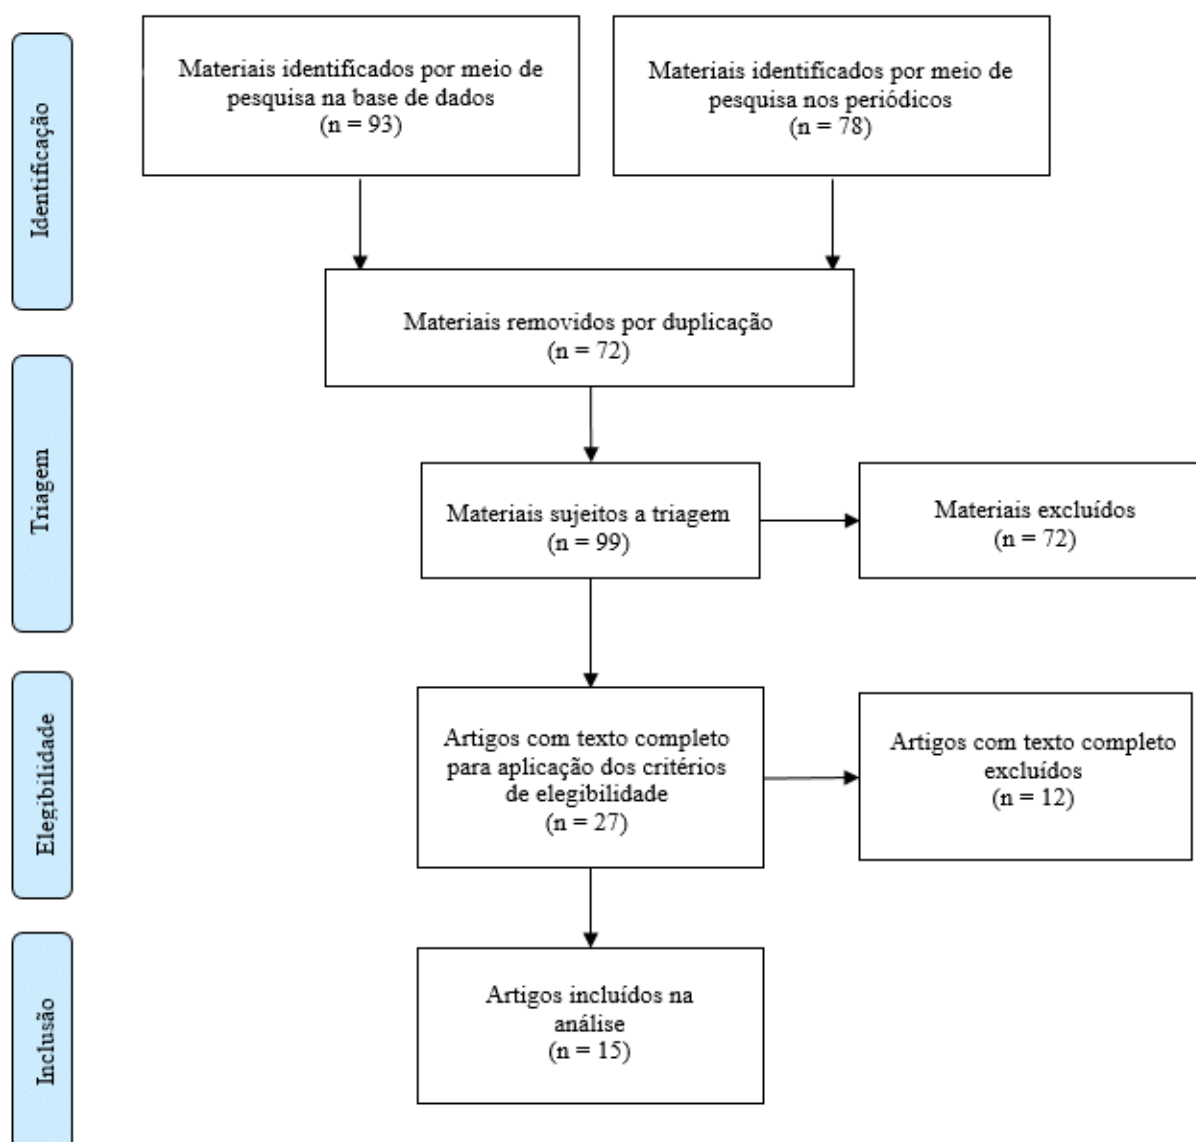 Identificação
Materiais identificados por meio de
pesquisa na base de dados
(n = 93)
Materiais identificados por meio de
pesquisa nos periódicos
(n = 78)
Materiais removidos por duplicação
(n = 72)
Triagem
Materiais sujeitos a triagem
(n = 99)
Materiais excluídos
(n = 72)
Elegibilidade
Artigos com texto completo
para aplicação dos critérios
de elegibilidade
(n = 27)
Artigos com texto completo
excluídos
(n = 12)
Inclusão
Artigos incluídos na
análise
(n = 15)